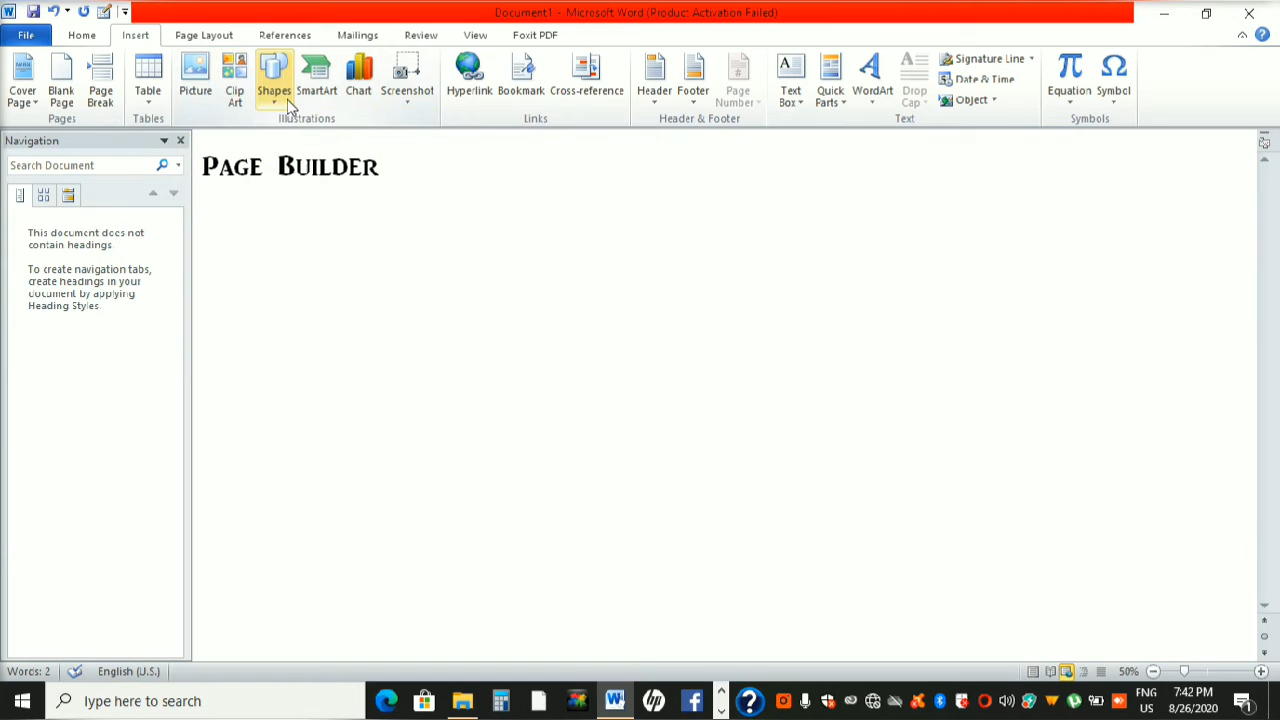 Document1 - Microsoft Word (Product Activation Failed)
File Home Insert Page Layout References Mailings Review View Foxit PDF
Cover Page
Blank Page
Page Break
Table
Picture
Clip Art
Shapes
SmartArt
Chart
Screenshot
Hyperlink
Bookmark
Cross-reference
Header
Footer
Page Number
Text Box
Quick Parts
WordArt
Drop Cap
Signature Line
Date & Time
Object
Equation
Symbol
Pages Tables Illustrations Links Header & Footer Text Symbols
Navigation
Search Document
This document does not
contain headings.
To create navigation tabs,
create headings in your
document by applying
Heading Styles.
Page Builder
Words: 2 English (U.S.) 50%
Type here to search
ENG
US
7:42 PM
8/26/2020